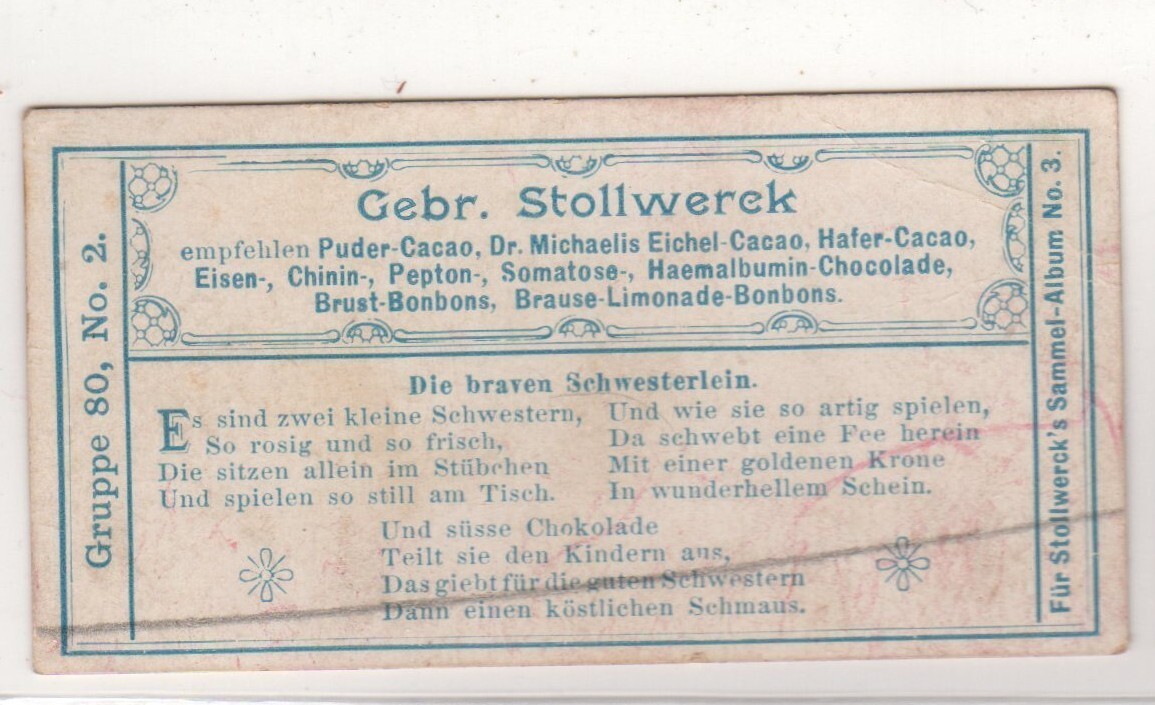 Gruppe 80, No. 2.
Gebr. Stollwerck
empfehlen Puder-Cacao, Dr. Michaelis Eichel-Cacao, Hafer-Cacao,
Eisen-, Chinin-, Pepton-, Somatose-, Haemalbumin-Chocolade,
Brust-Bonbons, Brause-Limonade-Bonbons.
Die braven Schwesterlein.
Es sind zwei kleine Schwestern,
So rosig und so frisch,
Die sitzen allein im Stübchen
Und spielen so still am Tisch.
Und wie sie so artig spielen,
Da schwebt eine Fee herein
Mit einer goldenen Krone
In wunderhellem Schein.
Und süsse Chokolade
Teilt sie den Kindern aus,
Das giebt für die guten Schwestern
Dann einen köstlichen Schmaus.
Für Stollwerck's Sammel-Album No. 3.